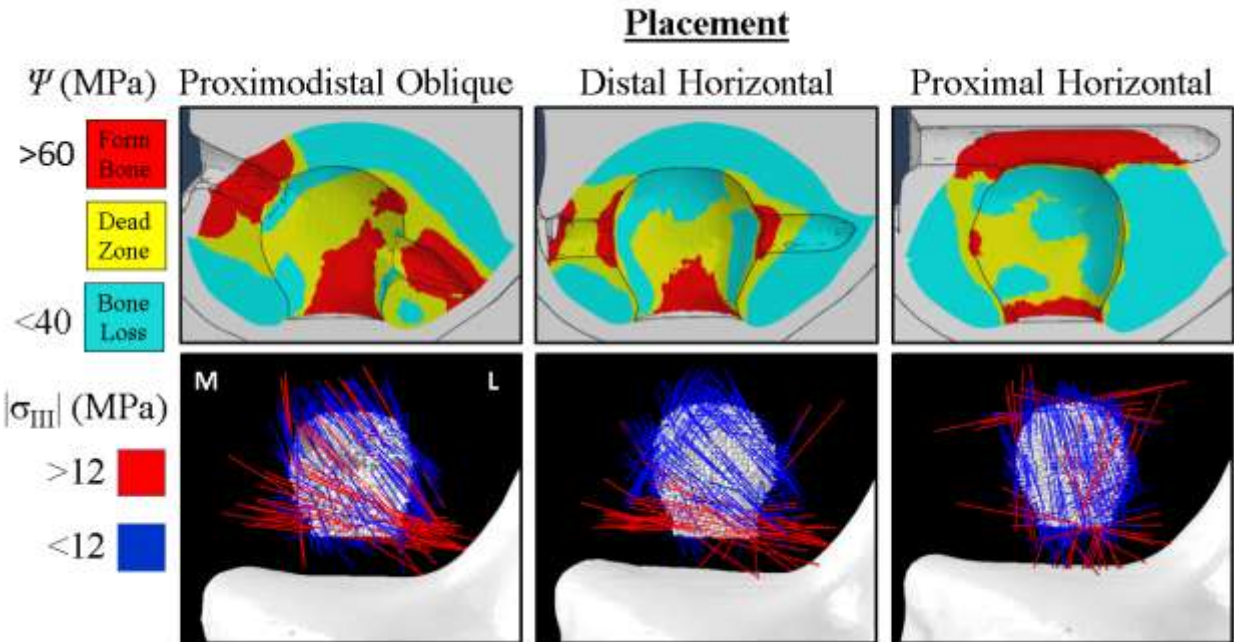 Placement
Ψ (MPa) Proximodistal Oblique Distal Horizontal Proximal Horizontal
>60 Form Bone
Dead Zone
<40 Bone Loss
M L
|σIII| (MPa)
>12
<12